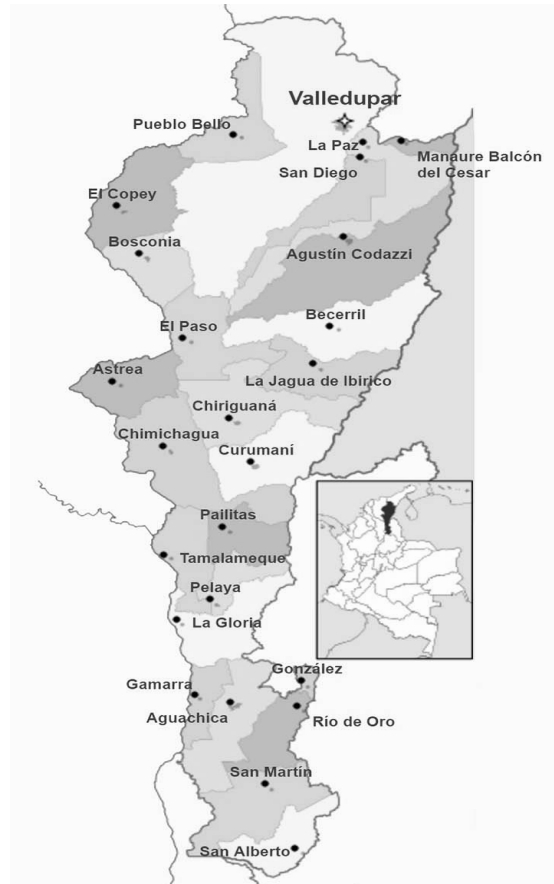 Valledupar
Pueblo Bello
La Paz
San Diego
Manaure Balcón
del Cesar
El Copey
Bosconia
Agustín Codazzi
Becerril
El Paso
Astrea
La Jagua de Ibirico
Chiriguaná
Chimichagua
Curumaní
Pailitas
Tamalameque
Pelaya
La Gloria
González
Gamarra
Aguachica
Río de Oro
San Martín
San Alberto